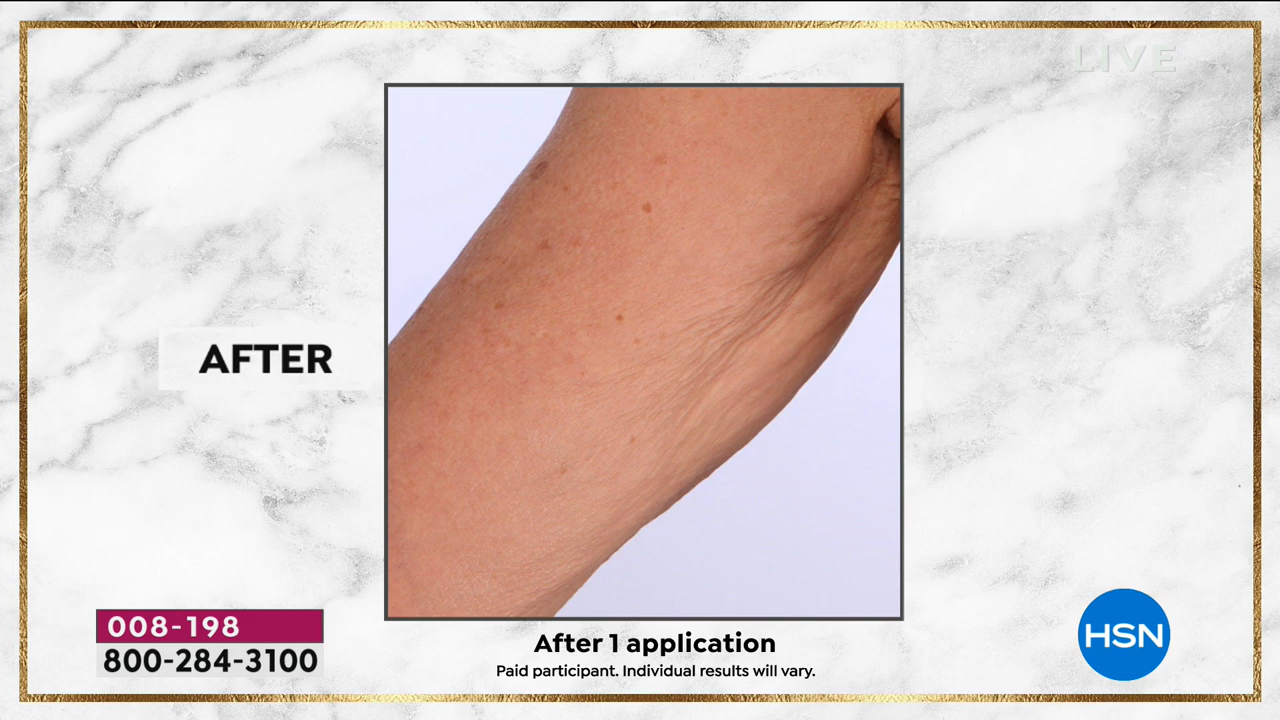 LIVE
AFTER
008-198
800-284-3100
After 1 application
Paid participant. Individual results will vary.
HSN